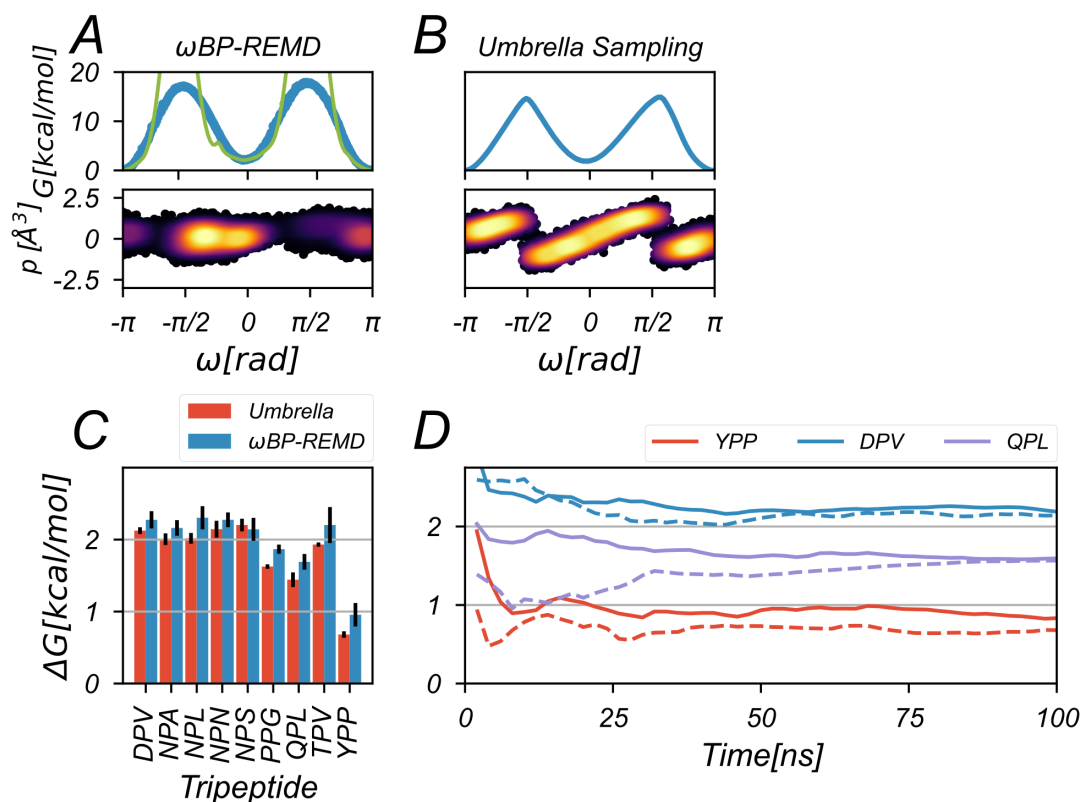 A
ωBP-REMD
B
Umbrella Sampling
G[kcal/mol]
20
10
0
p [Å³]
2.5
0
-2.5
-π
-π/2
0
π/2
π
ω[rad]
-π
-π/2
0
π/2
π
ω[rad]
C
Umbrella
ωBP-REMD
ΔG[kcal/mol]
2
1
0
DPV
NPA
NPL
NPN
NPS
PPG
QPL
TPV
YPP
Tripeptide
D
YPP
DPV
QPL
2
1
0
0
25
50
75
100
Time[ns]